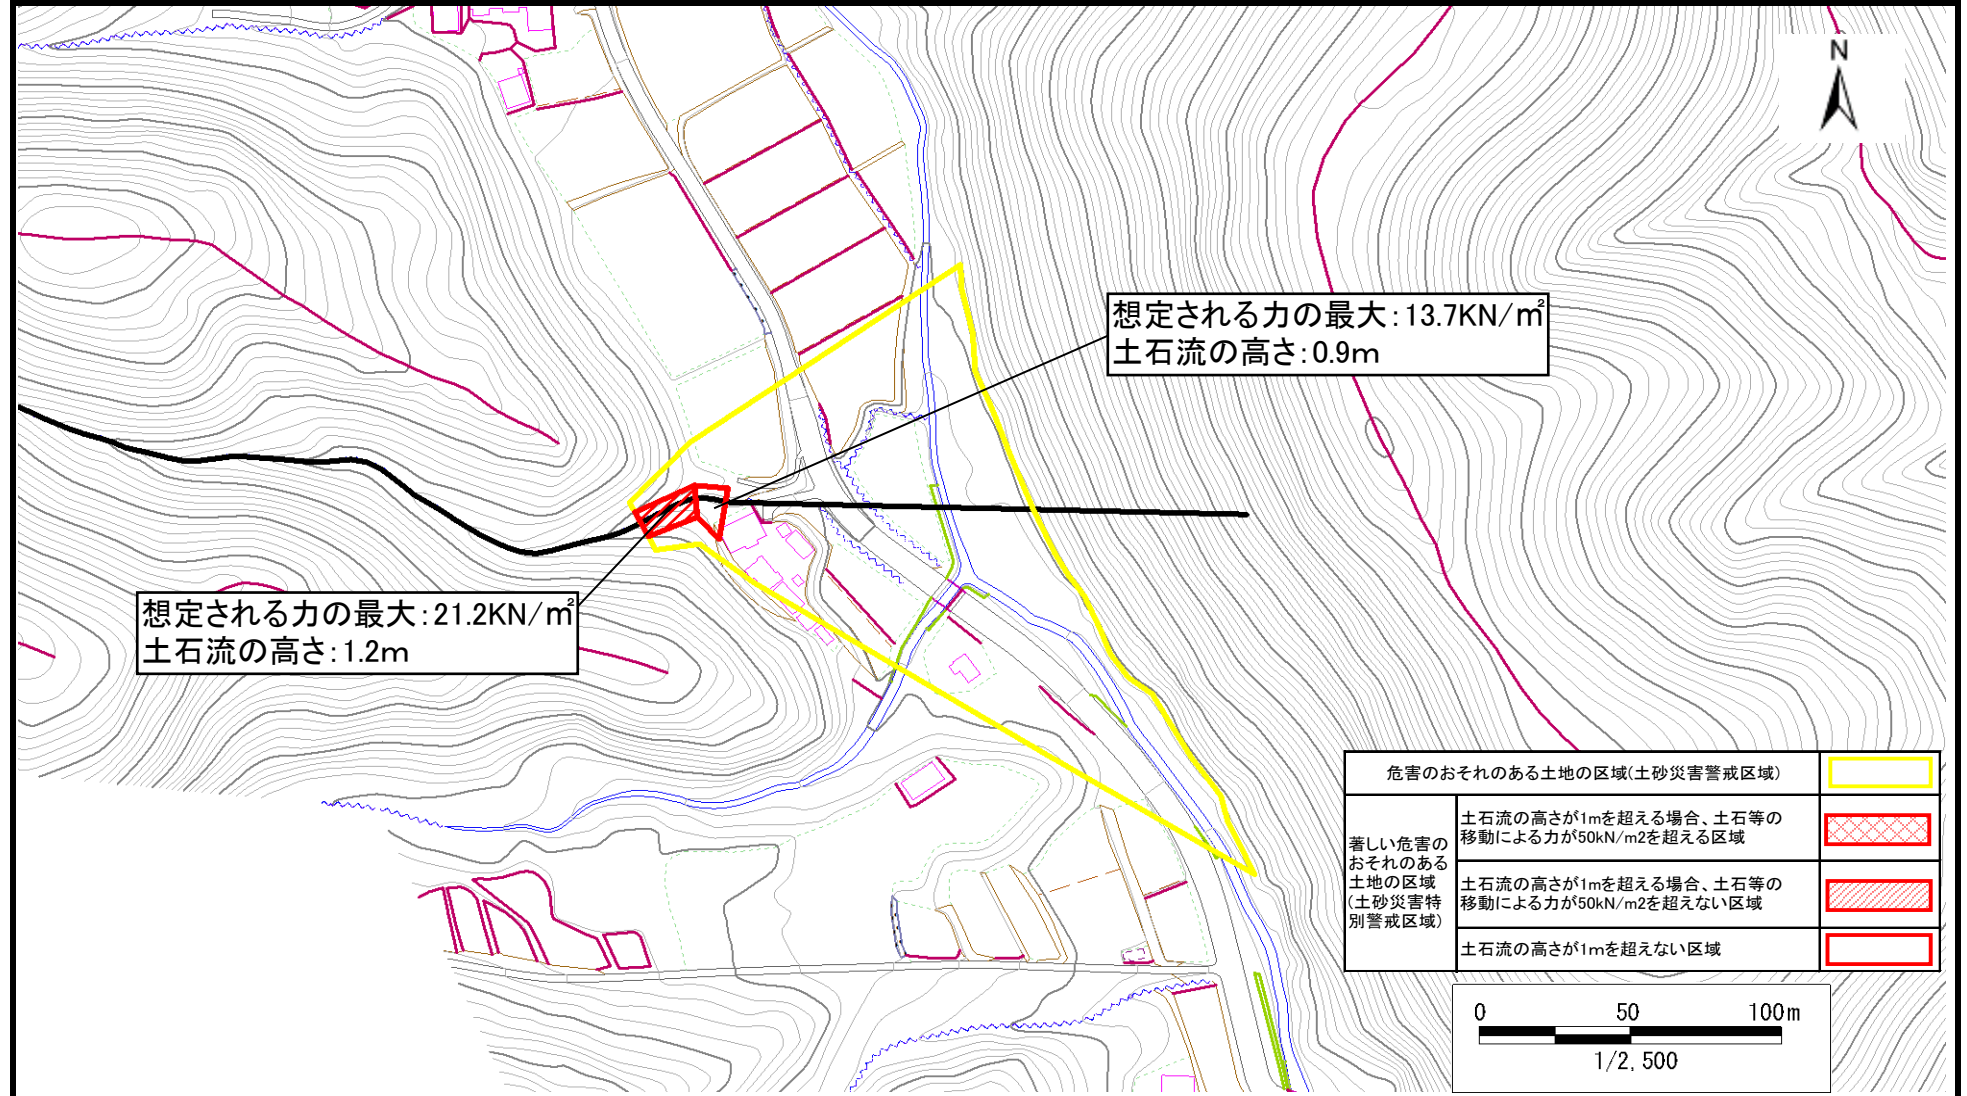 N
想定される力の最大:13.7KN/㎡
土石流の高さ:0.9m
想定される力の最大:21.2KN/㎡
土石流の高さ:1.2m
危害のおそれのある土地の区域(土砂災害警戒区域)
著しい危害の
おそれのある
土地の区域
(土砂災害特
別警戒区域)
土石流の高さが1mを超える場合、土石等の
移動による力が50kN/m2を超える区域
土石流の高さが1mを超える場合、土石等の
移動による力が50kN/m2を超えない区域
土石流の高さが1mを超えない区域
0 50 100m
1/2,500